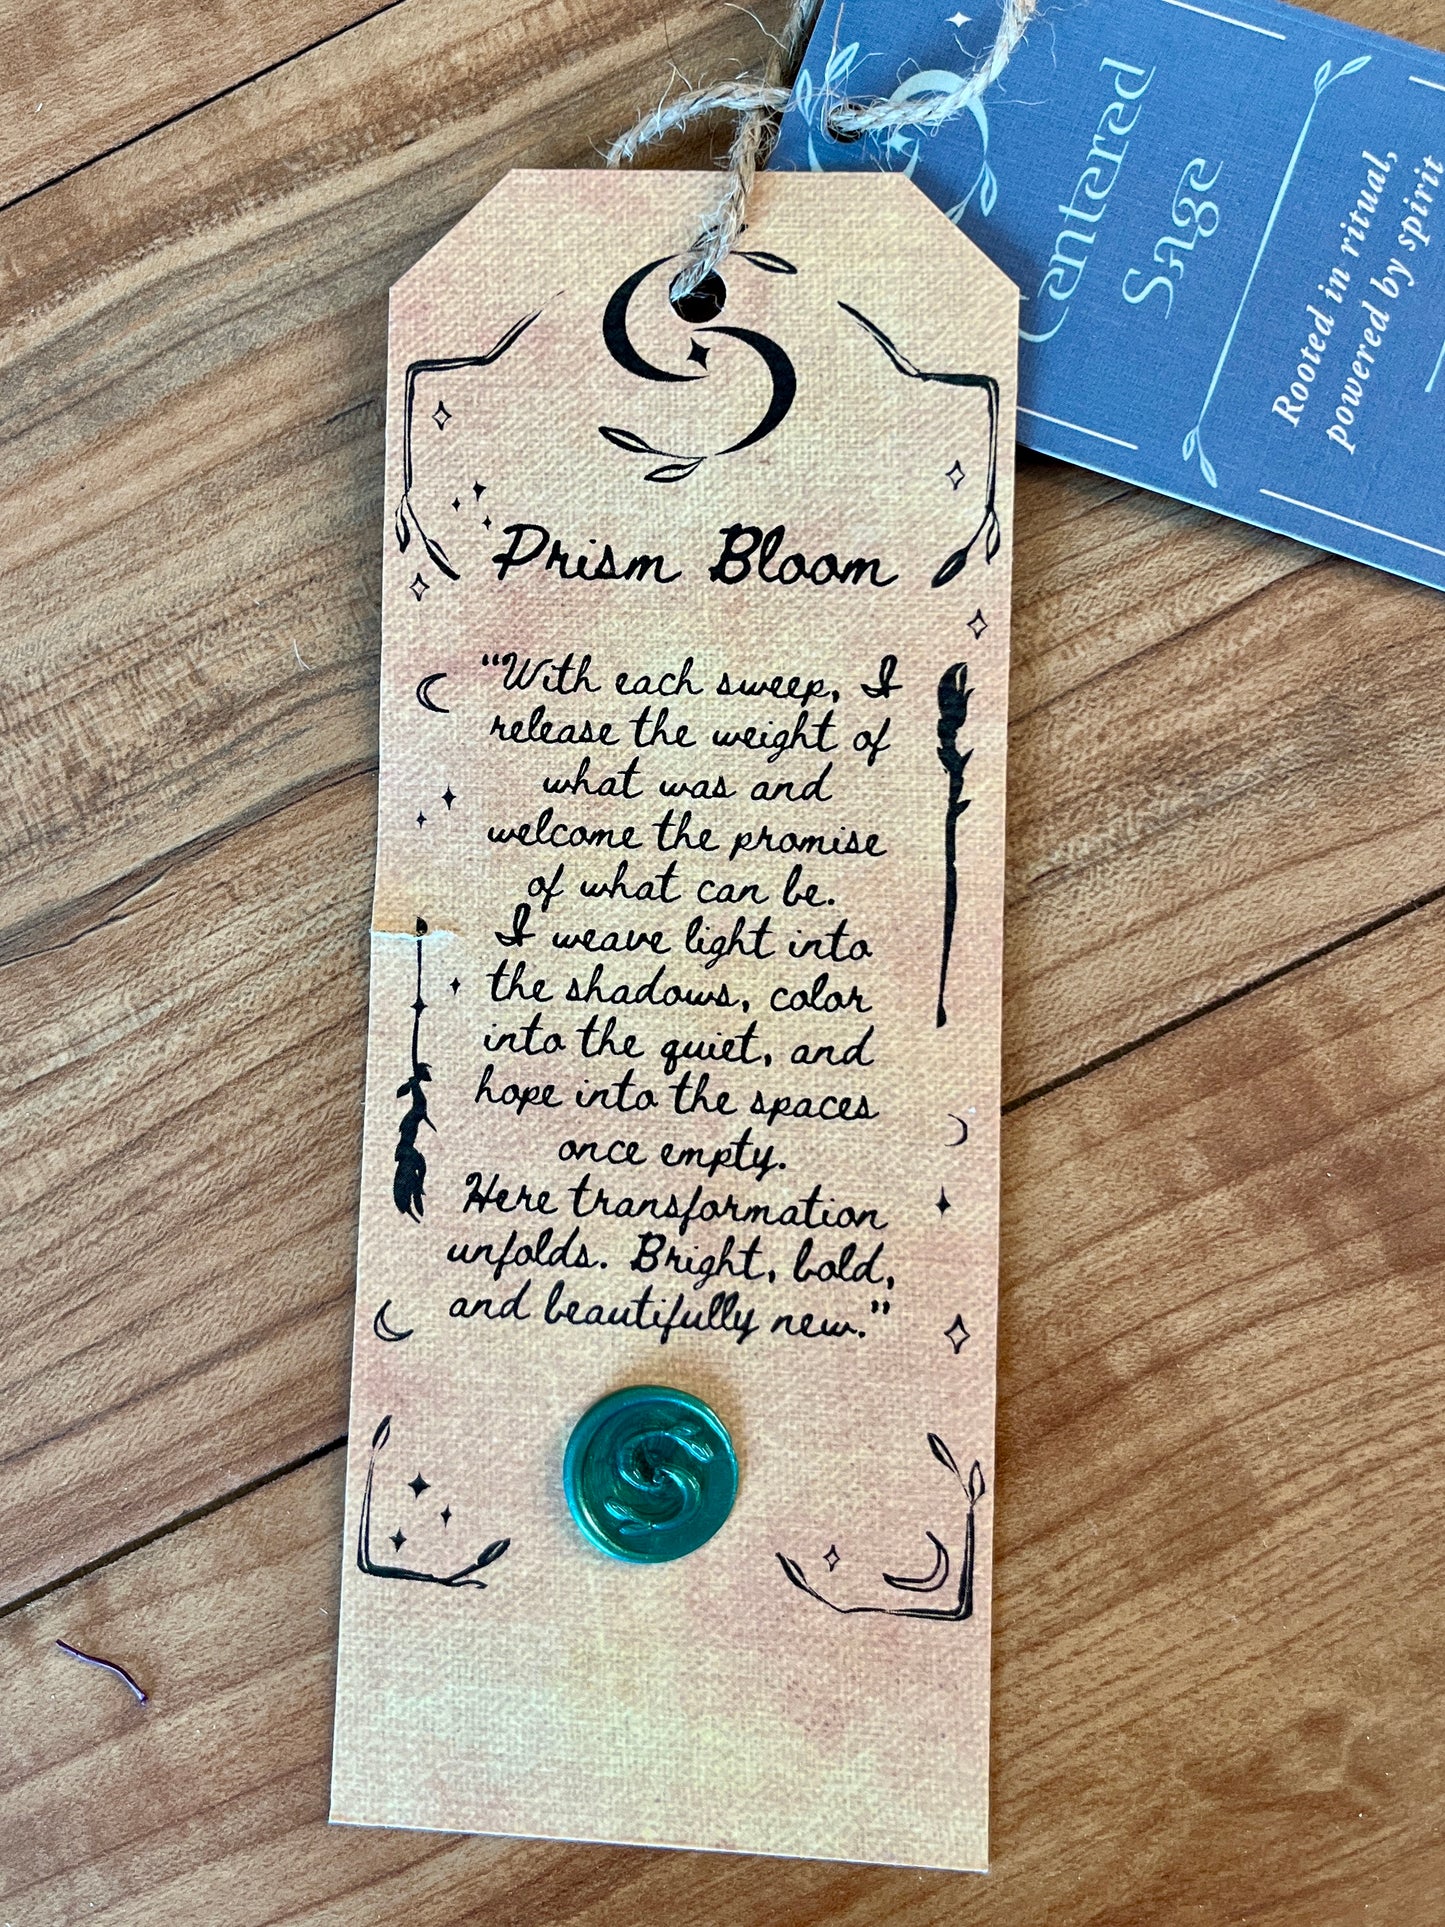 Prism Bloom
"With each sweep, I
release the weight of
what was and
welcome the promise
of what can be.
I weave light into
the shadows, color
into the quiet, and
hope into the spaces
once empty.
Here transformation
unfolds. Bright, bold,
and beautifully new."
Cantared
Sage
Rooted in ritual,
powered by spirit